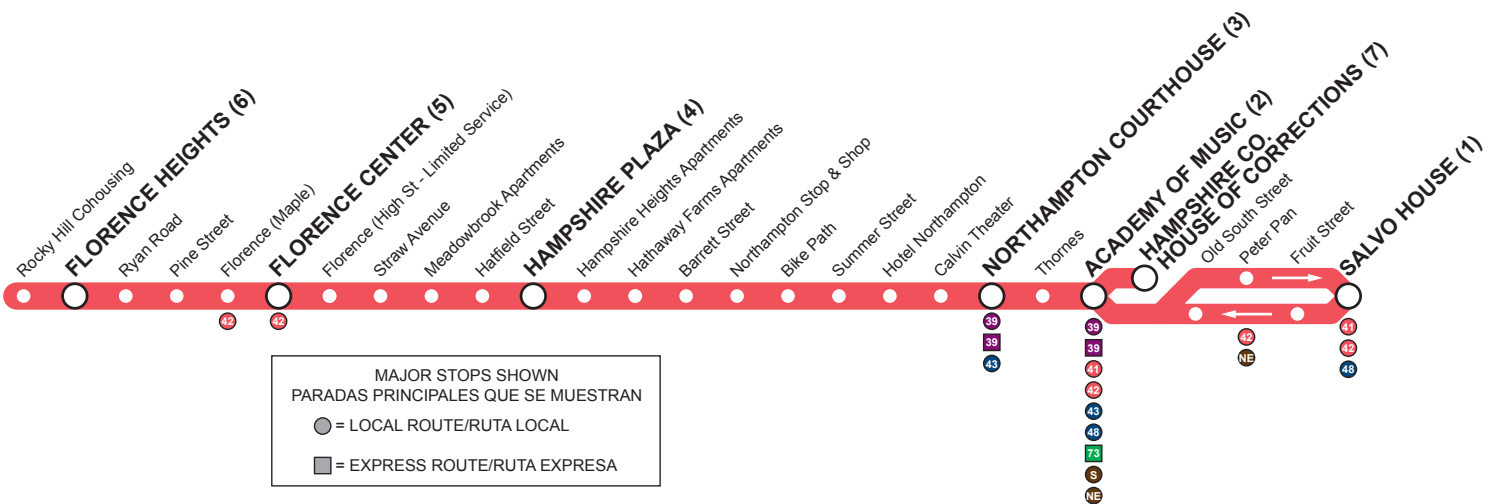 Rocky Hill Cohousing
FLORENCE HEIGHTS (6)
Ryan Road
Pine Street
Florence (Maple)
FLORENCE CENTER (5)
Florence (High St - Limited Service)
Straw Avenue
Meadowbrook Apartments
Hatfield Street
HAMPSHIRE PLAZA (4)
Hampshire Heights Apartments
Hathaway Farms Apartments
Barrett Street
Northampton Stop & Shop
Bike Path
Summer Street
Hotel Northampton
Calvin Theater
NORTHAMPTON COURTHOUSE (3)
Thornes
ACADEMY OF MUSIC (2)
HAMPSHIRE CO.
HOUSE OF CORRECTIONS (7)
Old South Street
Peter Pan
Fruit Street
SALVO HOUSE (1)
42
42
39
39
43
39
39
41
42
43
48
73
S
NE
42
NE
41
42
48
MAJOR STOPS SHOWN
PARADAS PRINCIPALES QUE SE MUESTRAN
= LOCAL ROUTE/RUTA LOCAL
= EXPRESS ROUTE/RUTA EXPRESA